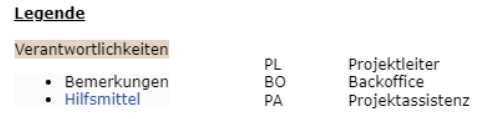 Legende
Verantwortlichkeiten
• Bemerkungen
• Hilfsmittel
PL Projektleiter
BO Backoffice
PA Projektassistenz